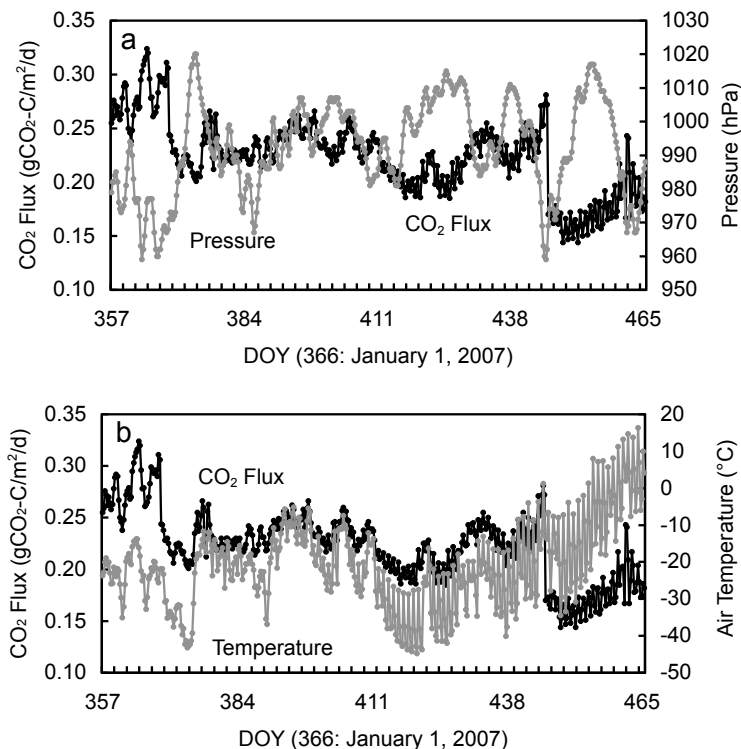 a
0.35
0.30
0.25
0.20
0.15
0.10
CO₂ Flux (gCO₂-C/m²/d)
1030
1020
1010
1000
990
980
970
960
950
Pressure (hPa)
Pressure
CO₂ Flux
357 384 411 438 465
DOY (366: January 1, 2007)
b
0.35
0.30
0.25
0.20
0.15
0.10
CO₂ Flux (gCO₂-C/m²/d)
20
10
0
-10
-20
-30
-40
-50
Air Temperature (°C)
CO₂ Flux
Temperature
357 384 411 438 465
DOY (366: January 1, 2007)